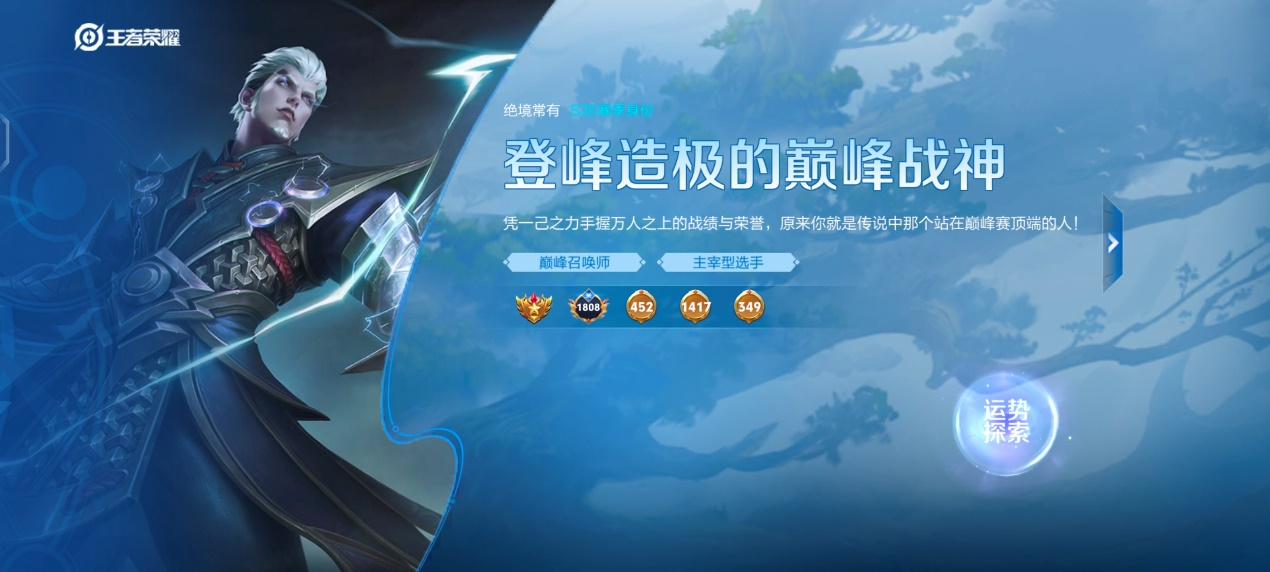 王者荣耀
绝境常有
登峰造极的巅峰战神
凭一己之力手握万人之上的战绩与荣誉，原来你就是传说中那个站在巅峰赛顶端的人！
巅峰召唤师 主宰型选手
1808 452 1417 349
运势
探索